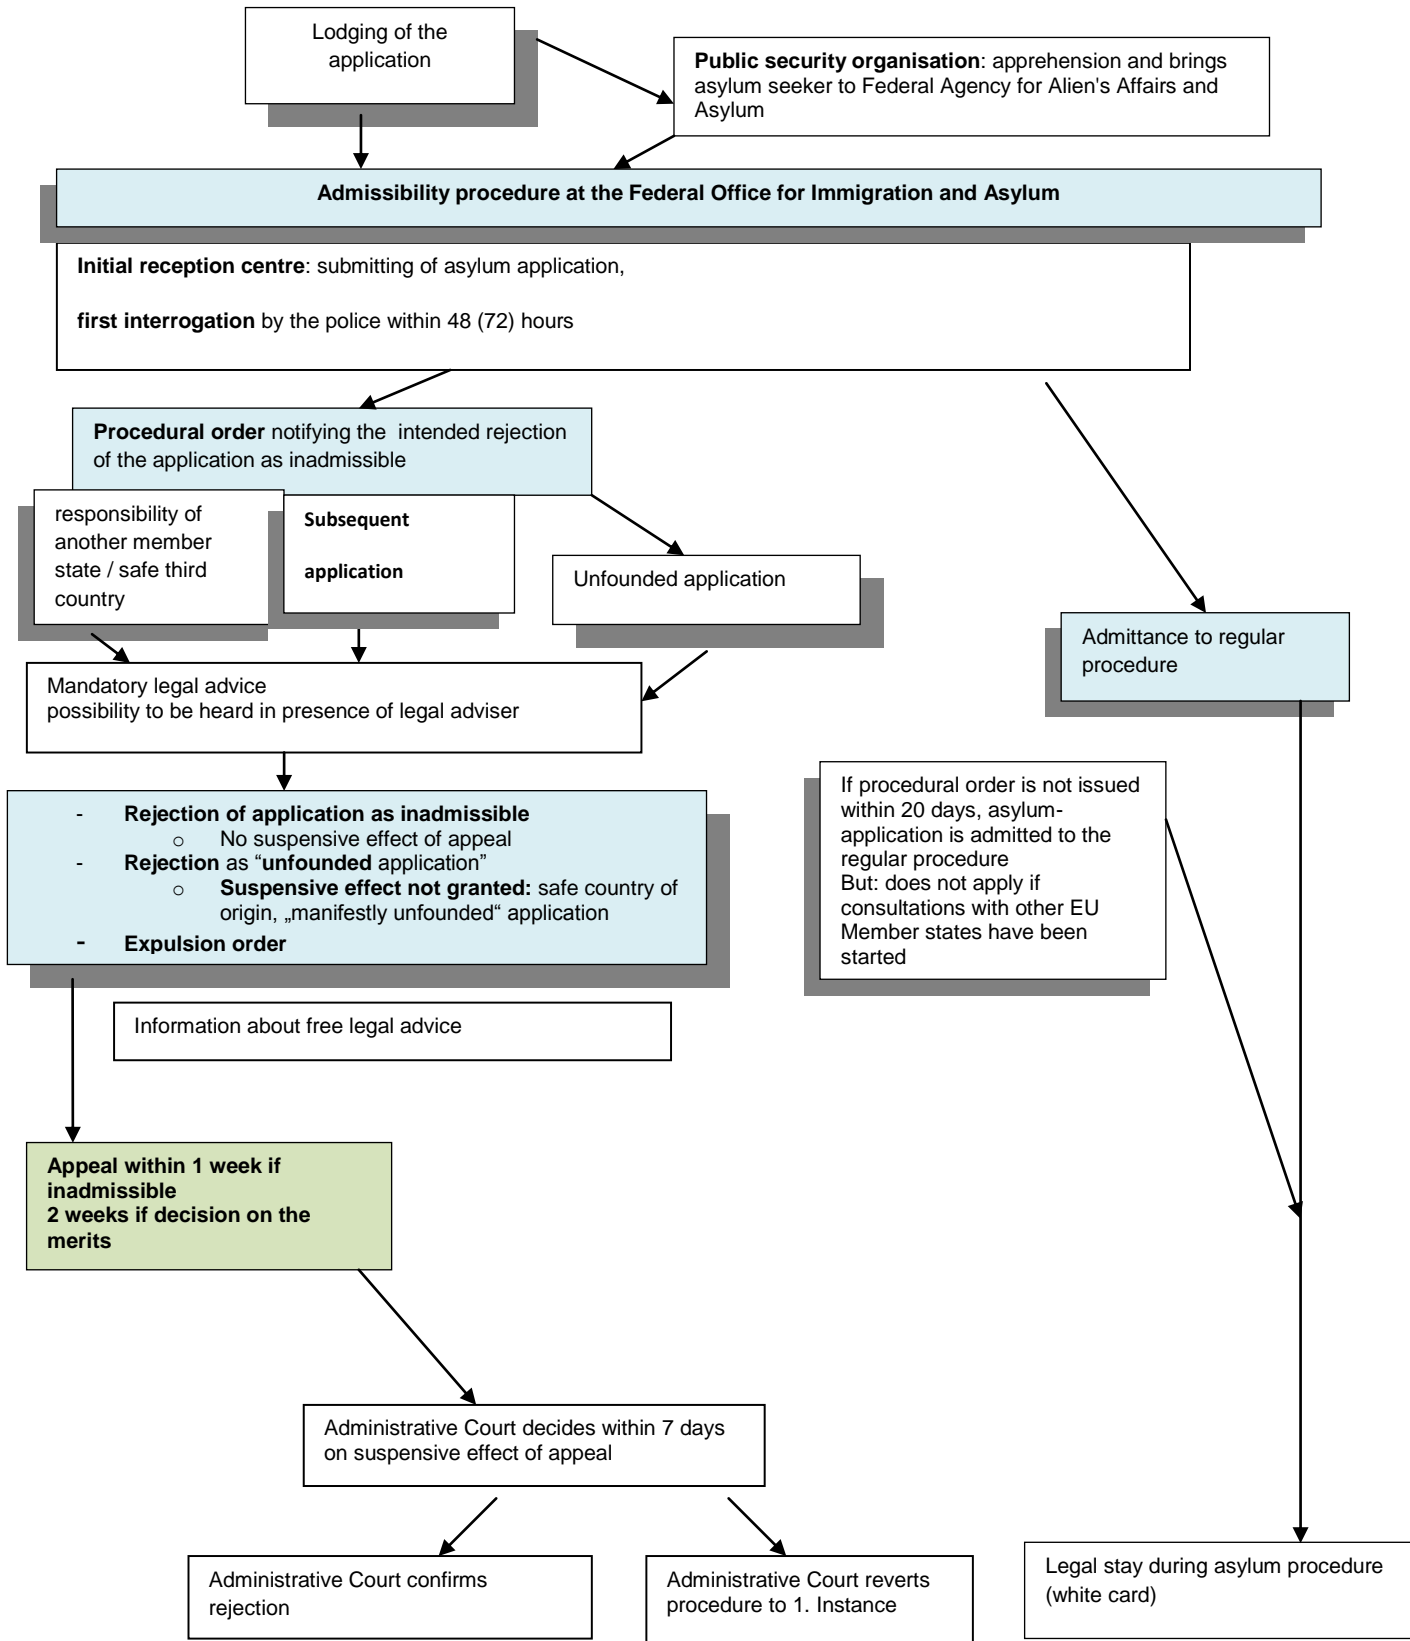 Lodging of the
application
Public security organisation: apprehension and brings
asylum seeker to Federal Agency for Alien's Affairs and
Asylum
Admissibility procedure at the Federal Office for Immigration and Asylum
Initial reception centre: submitting of asylum application,
first interrogation by the police within 48 (72) hours
Procedural order notifying the intended rejection
of the application as inadmissible
responsibility of
another member
state / safe third
country
Subsequent
application
Unfounded application
Admittance to regular
procedure
Mandatory legal advice
possibility to be heard in presence of legal adviser
- Rejection of application as inadmissible
o No suspensive effect of appeal
- Rejection as “unfounded application”
o Suspensive effect not granted: safe country of
origin, „manifestly unfounded“ application
- Expulsion order
If procedural order is not issued
within 20 days, asylum-
application is admitted to the
regular procedure
But: does not apply if
consultations with other EU
Member states have been
started
Information about free legal advice
Appeal within 1 week if
inadmissible
2 weeks if decision on the
merits
Administrative Court decides within 7 days
on suspensive effect of appeal
Administrative Court confirms
rejection
Administrative Court reverts
procedure to 1. Instance
Legal stay during asylum procedure
(white card)